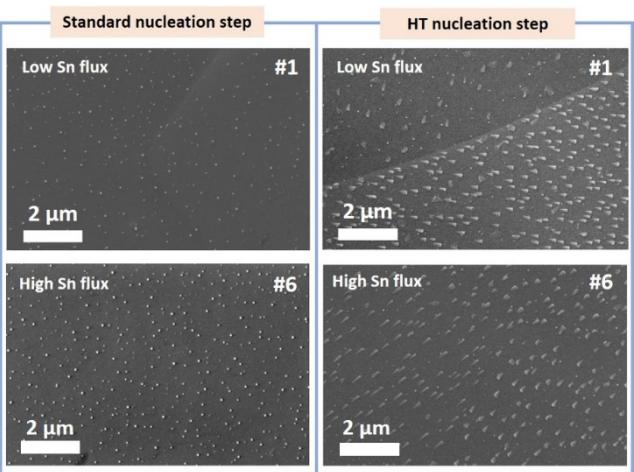 Standard nucleation step
HT nucleation step
Low Sn flux
#1
2 µm
Low Sn flux
#1
2 µm
High Sn flux
#6
2 µm
High Sn flux
#6
2 µm